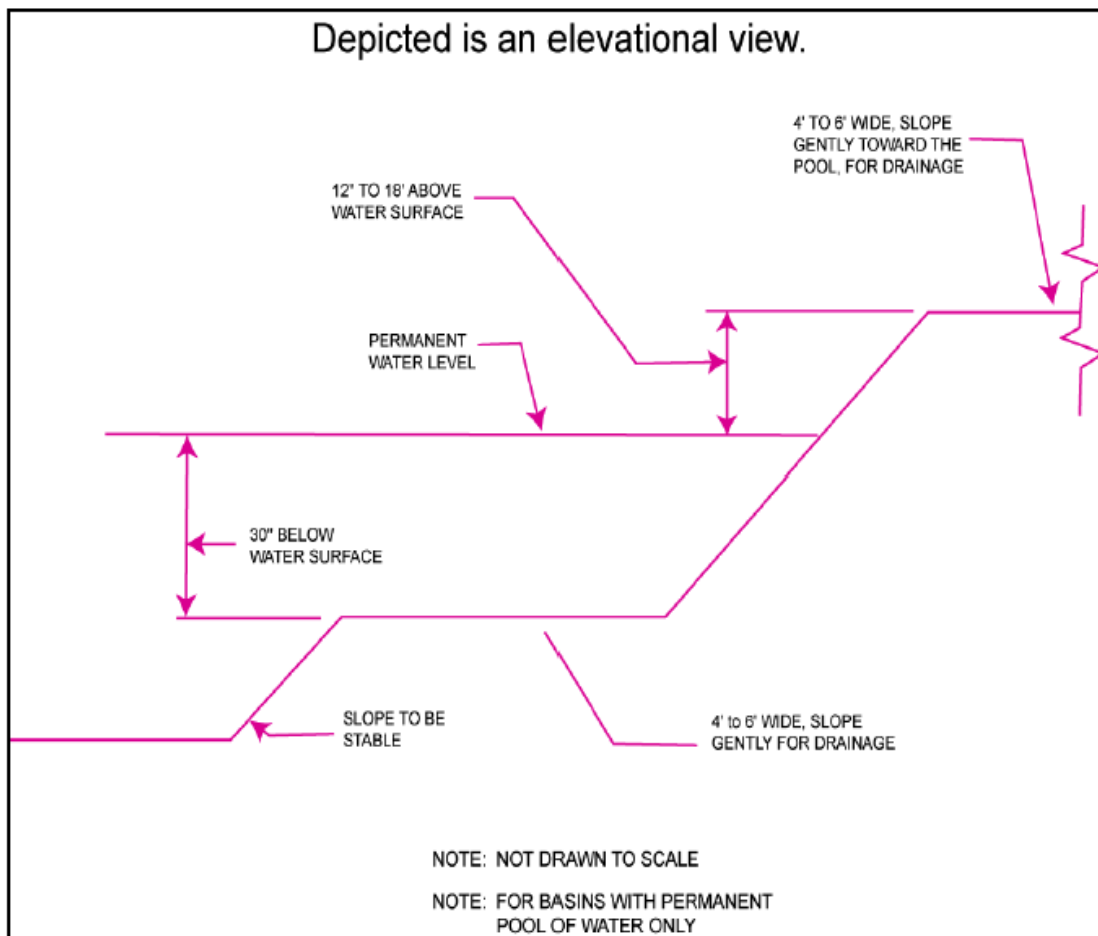 Depicted is an elevational view.
4' TO 6' WIDE, SLOPE
GENTLY TOWARD THE
POOL, FOR DRAINAGE
12" TO 18' ABOVE
WATER SURFACE
PERMANENT
WATER LEVEL
30" BELOW
WATER SURFACE
SLOPE TO BE
STABLE
4' to 6' WIDE, SLOPE
GENTLY FOR DRAINAGE
NOTE: NOT DRAWN TO SCALE
NOTE: FOR BASINS WITH PERMANENT
POOL OF WATER ONLY